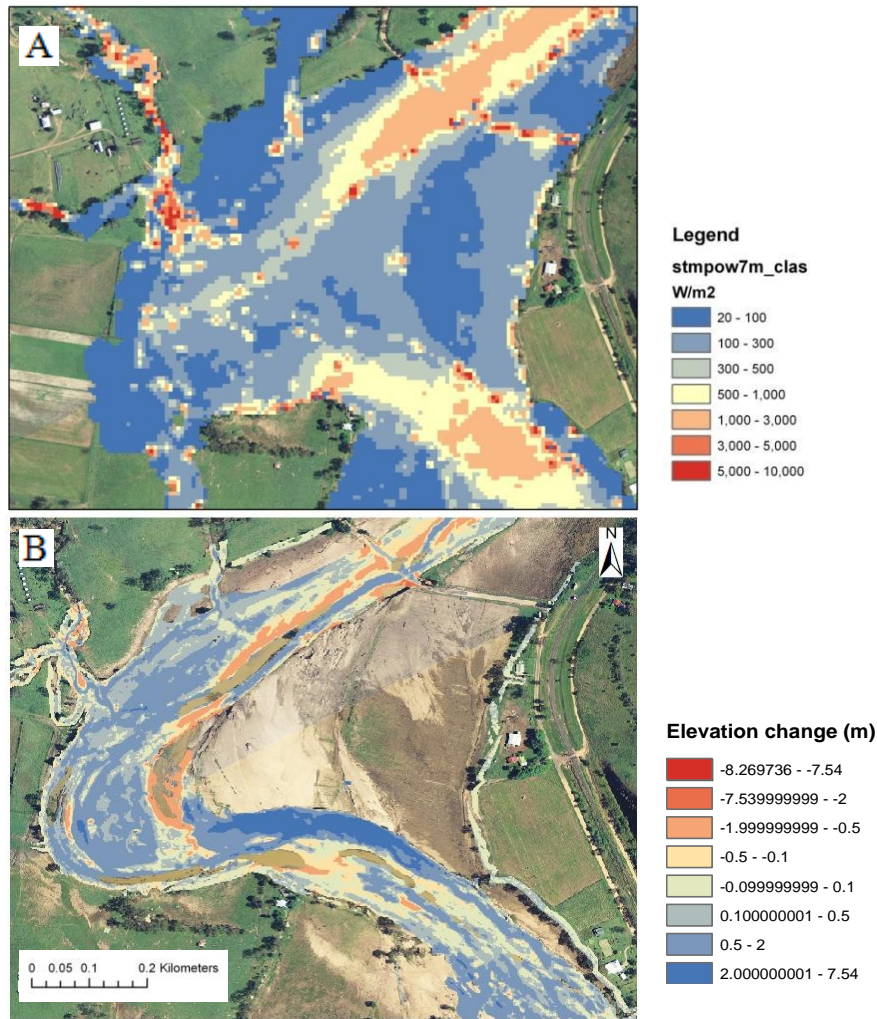 A
Legend
stmpow7m_clas
W/m2
20 - 100
100 - 300
300 - 500
500 - 1,000
1,000 - 3,000
3,000 - 5,000
5,000 - 10,000
B
N
0 0.05 0.1 0.2 Kilometers
Elevation change (m)
-8.269736 - -7.54
-7.539999999 - -2
-1.999999999 - -0.5
-0.5 - -0.1
-0.099999999 - 0.1
0.100000001 - 0.5
0.5 - 2
2.000000001 - 7.54